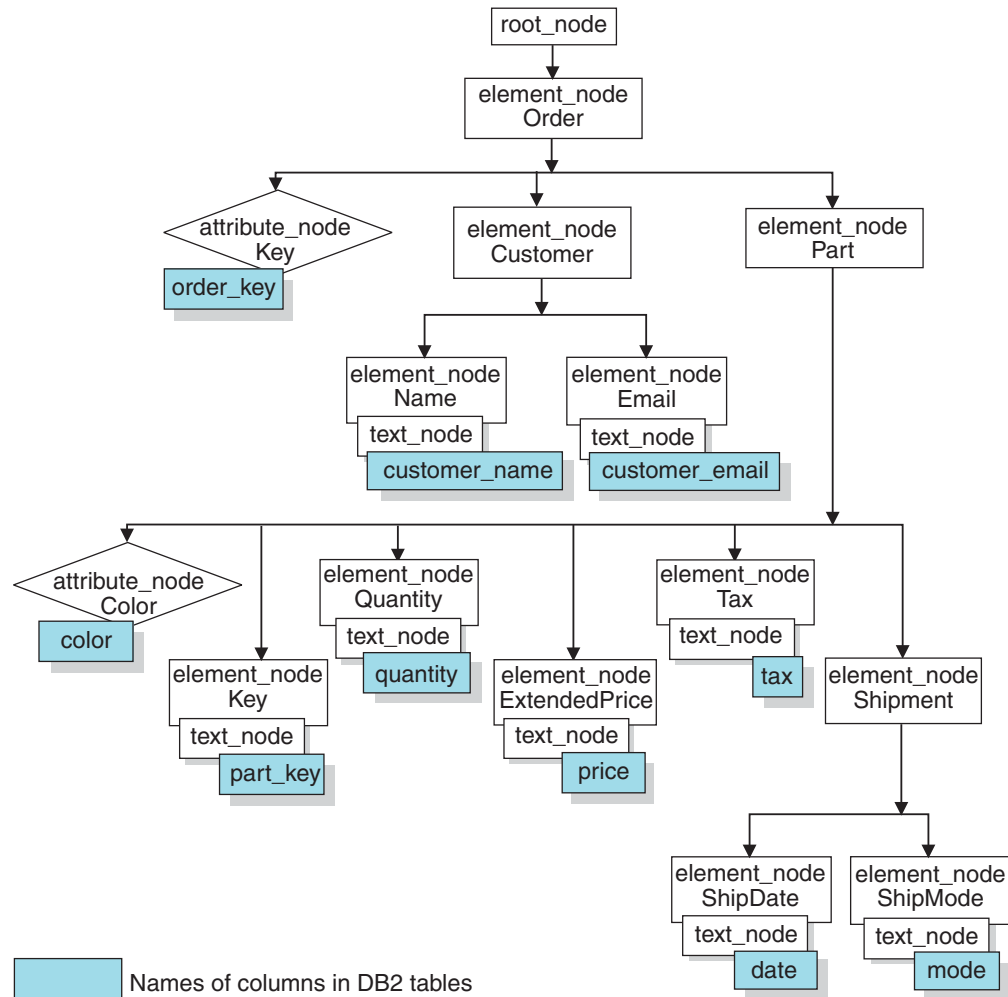 root_node
element_node
Order
attribute_node
Key
order_key
element_node
Customer
element_node
Part
element_node
Name
text_node
customer_name
element_node
Email
text_node
customer_email
attribute_node
Color
color
element_node
Key
text_node
part_key
element_node
Quantity
text_node
quantity
element_node
ExtendedPrice
text_node
price
element_node
Tax
text_node
tax
element_node
Shipment
element_node
ShipDate
text_node
date
element_node
ShipMode
text_node
mode
Names of columns in DB2 tables